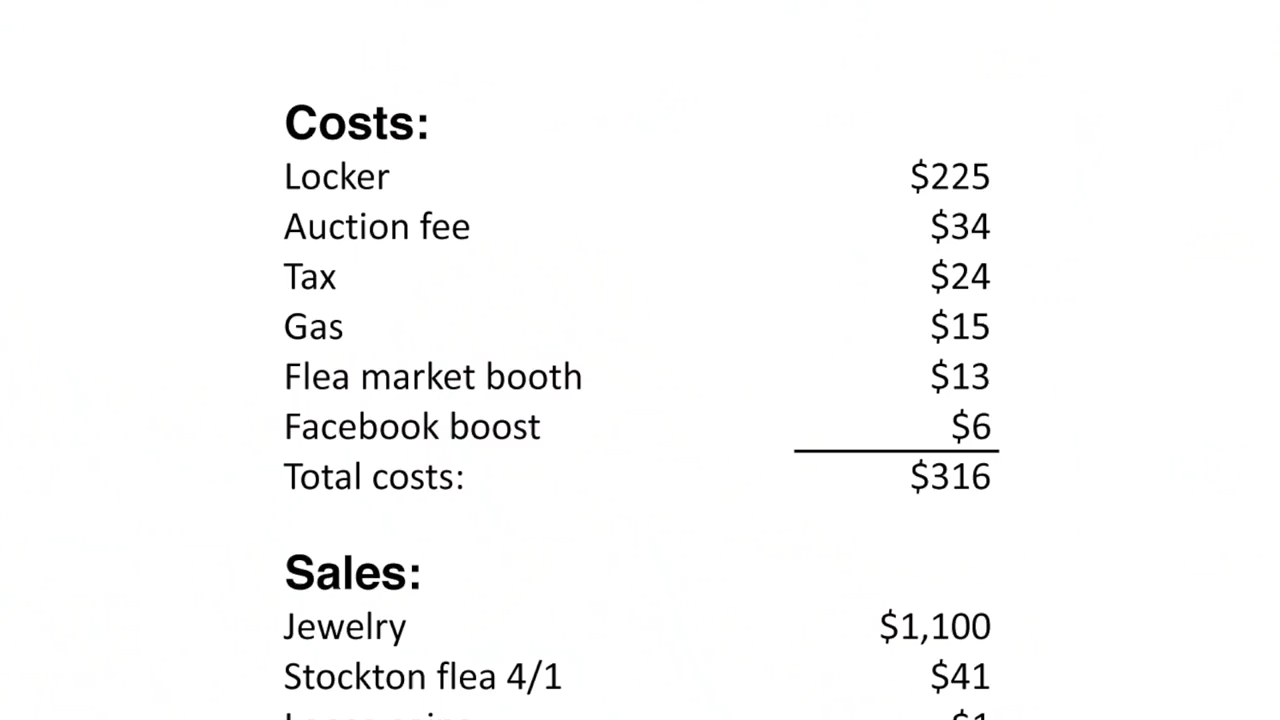 Costs:
Locker $225
Auction fee $34
Tax $24
Gas $15
Flea market booth $13
Facebook boost $6
Total costs: $316
Sales:
Jewelry $1,100
Stockton flea 4/1 $41